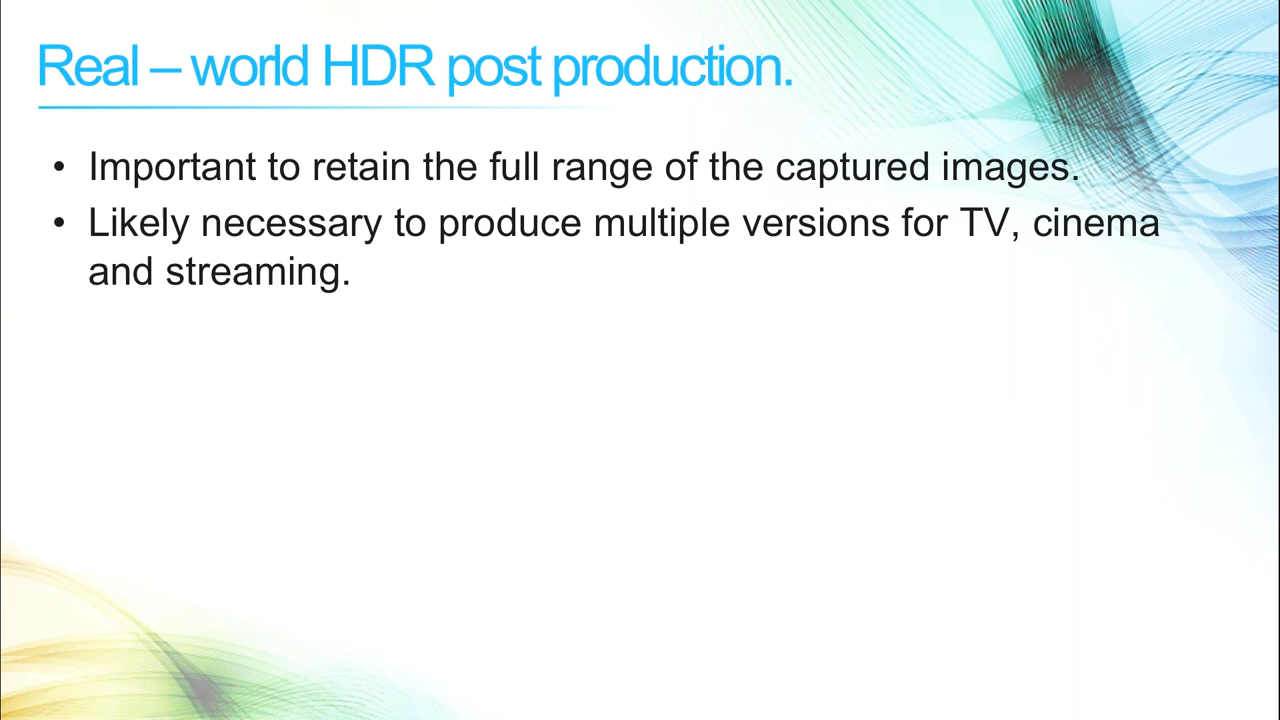 Real – world HDR post production.
• Important to retain the full range of the captured images.
• Likely necessary to produce multiple versions for TV, cinema
and streaming.